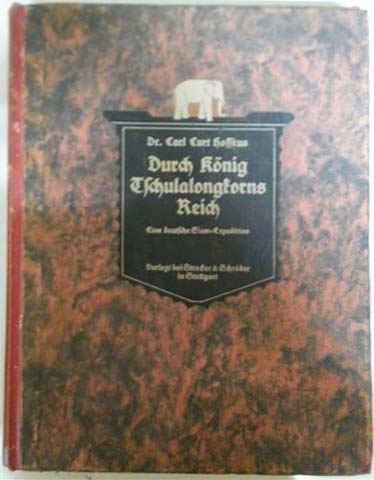 Dr. Carl Curt Hosseus
Durch König
Tschulalongkorns
Reich
Eine deutsche Siam-Expedition
Verlegt bei Strecker & Schröder
in Stuttgart